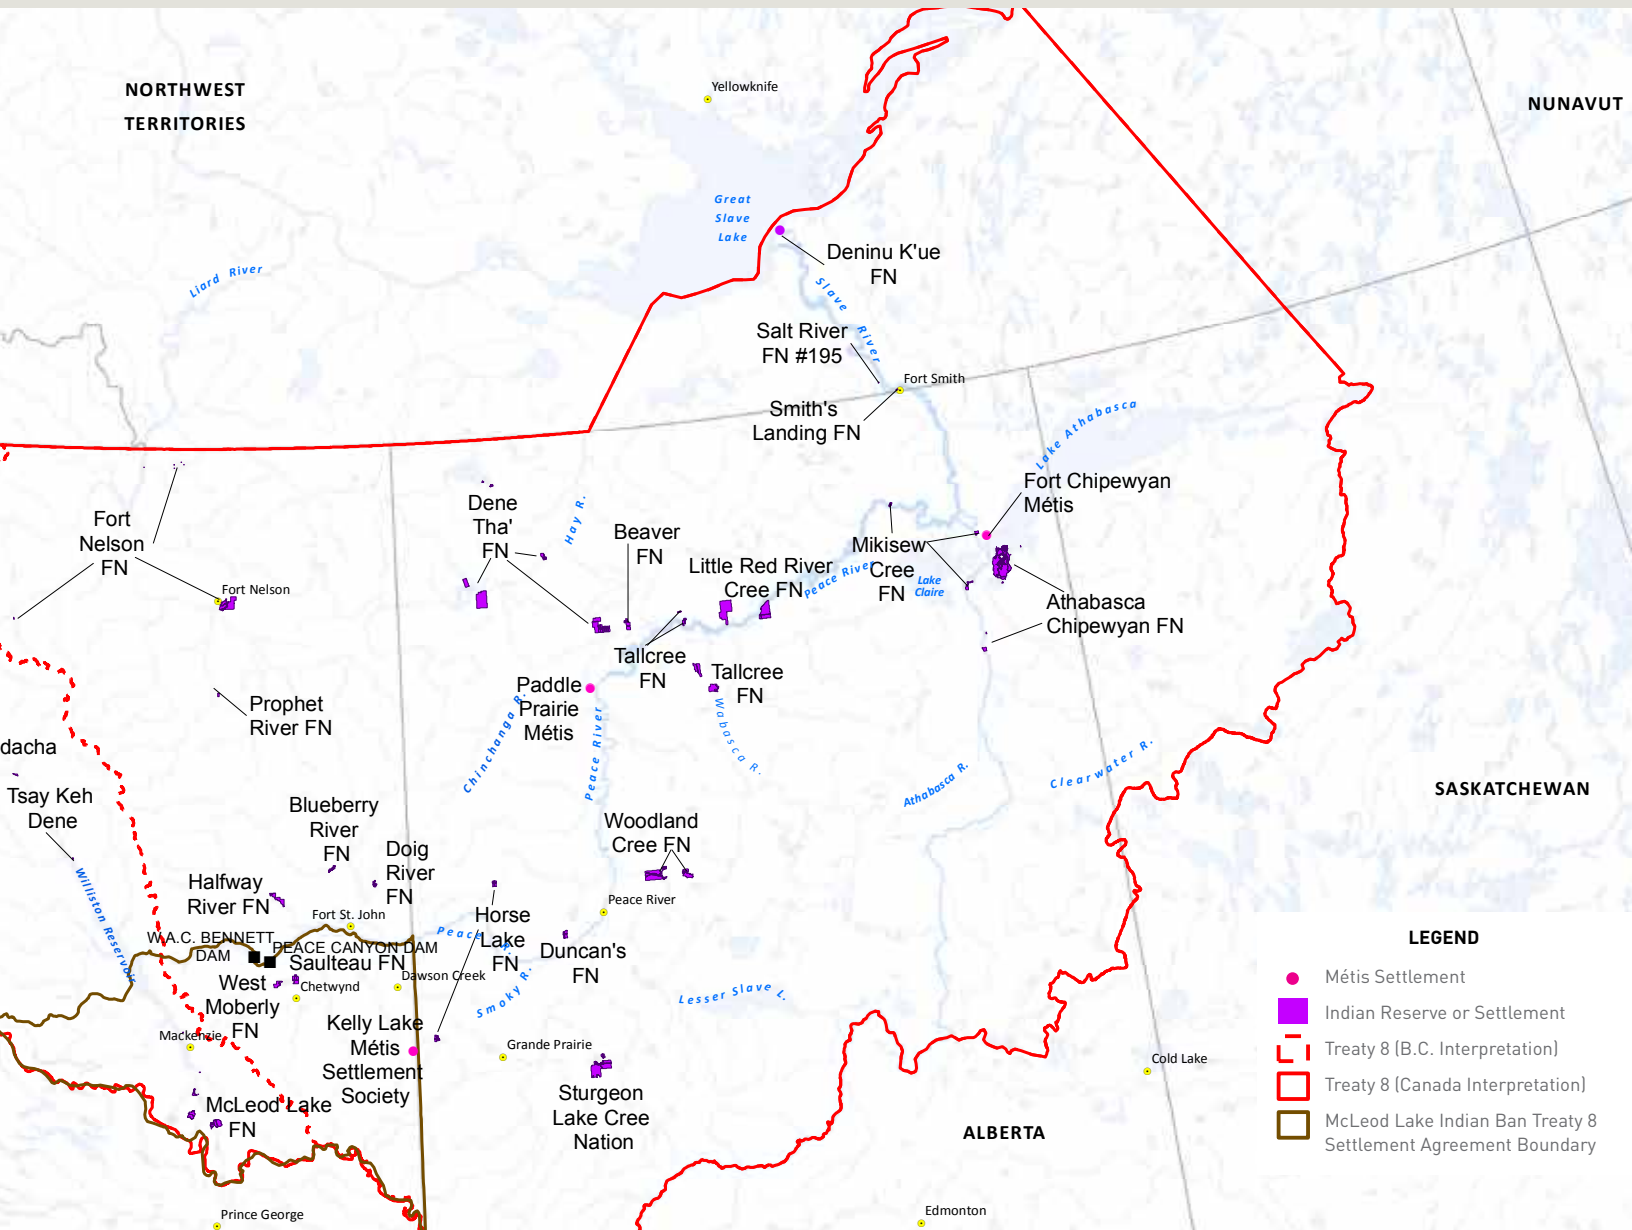 NORTHWEST
TERRITORIES
Yellowknife
NUNAVUT
Great
Slave
Lake
Deninu K'ue
FN
Liard River
Slave River
Salt River
FN #195
Fort Smith
Smith's
Landing FN
Lake Athabasca
Fort Chipewyan
Métis
Dene
Tha'
FN
Hay R.
Beaver
FN
Fort
Nelson
FN
Mikisew
Cree
FN
Little Red River
Cree FN
Peace River
Lake
Claire
Fort Nelson
Athabasca
Chipewyan FN
Tallcree
FN
Tallcree
FN
Paddle
Prairie
Métis
Prophet
River FN
Chinchanga R.
Peace River
Wabasca R.
dacha
Athabasca R.
Clearwater R.
Tsay Keh
Dene
SASKATCHEWAN
Blueberry
River
FN
Woodland
Cree FN
Doig
River
FN
Williston Reservoir
Halfway
River FN
Fort St. John
Peace River
Horse
Lake
FN
Peace R.
W.A.C. BENNETT
DAM
PEACE CANYON DAM
Saulteau FN
Duncan's
FN
Dawson Creek
West
Moberly
FN
Chetwynd
Smoky R.
Lesser Slave L.
Kelly Lake
Métis
Settlement
Society
Mackenzie
Grande Prairie
Cold Lake
McLeod Lake
FN
Sturgeon
Lake Cree
Nation
ALBERTA
Prince George
Edmonton
LEGEND
Métis Settlement
Indian Reserve or Settlement
Treaty 8 (B.C. Interpretation)
Treaty 8 (Canada Interpretation)
McLeod Lake Indian Ban Treaty 8
Settlement Agreement Boundary